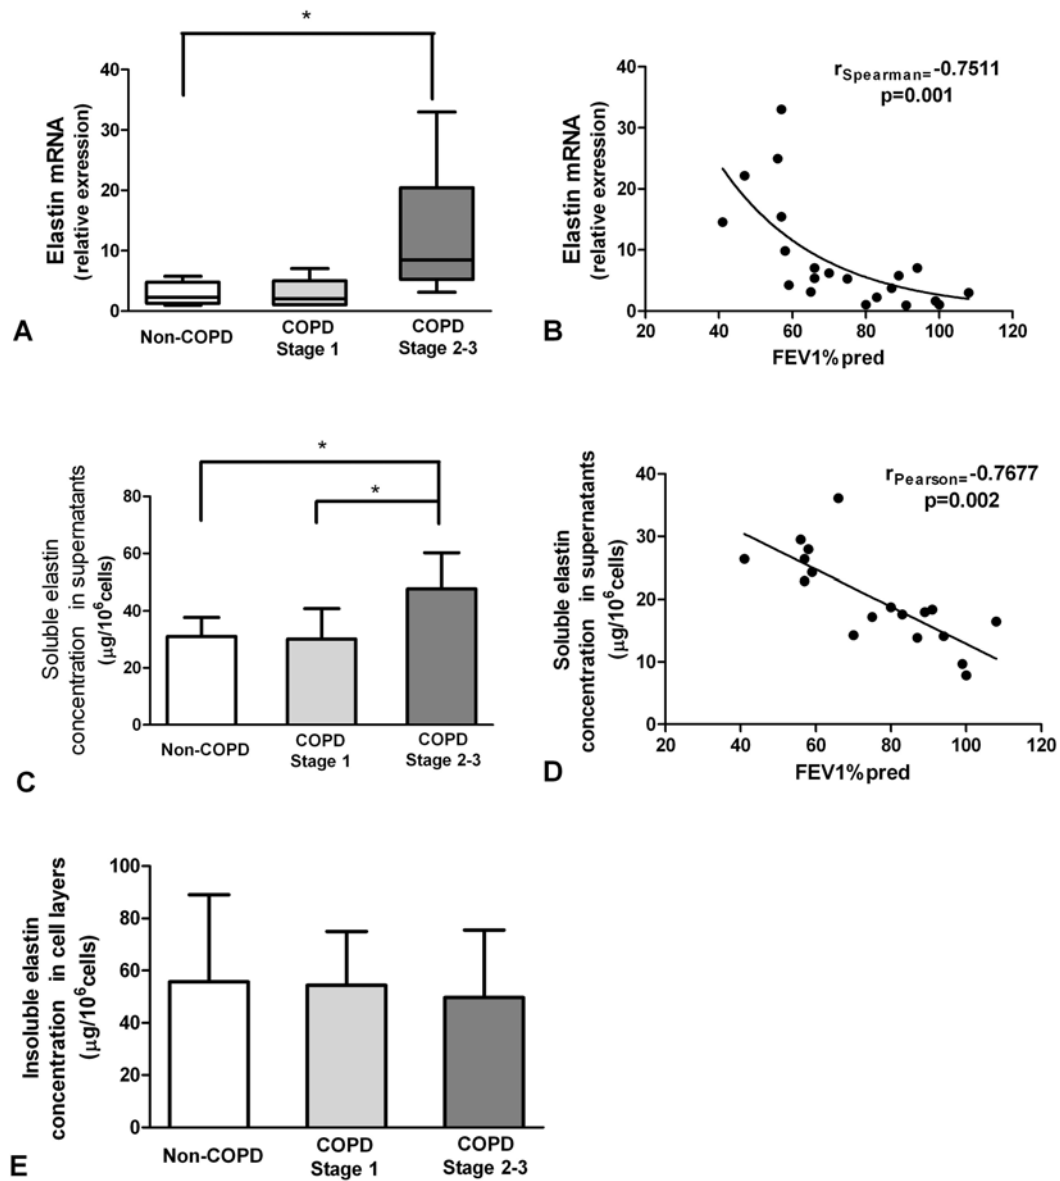 *
Elastin mRNA
(relative exression)
40
30
20
10
0
Non-COPD
COPD
Stage 1
COPD
Stage 2-3
A
rSpearman=-0.7511
p=0.001
Elastin mRNA
(relative exression)
40
30
20
10
0
20 40 60 80 100 120
FEV1%pred
B
*
*
Soluble elastin
concentration in supernatants
(µg/10⁶cells)
80
60
40
20
0
Non-COPD
COPD
Stage 1
COPD
Stage 2-3
C
rPearson=-0.7677
p=0.002
Soluble elastin
concentration in supernatants
(µg/10⁶cells)
40
30
20
10
0
20 40 60 80 100 120
FEV1%pred
D
Insoluble elastin
concentration in cell layers
(µg/10⁶cells)
100
80
60
40
20
0
Non-COPD
COPD
Stage 1
COPD
Stage 2-3
E